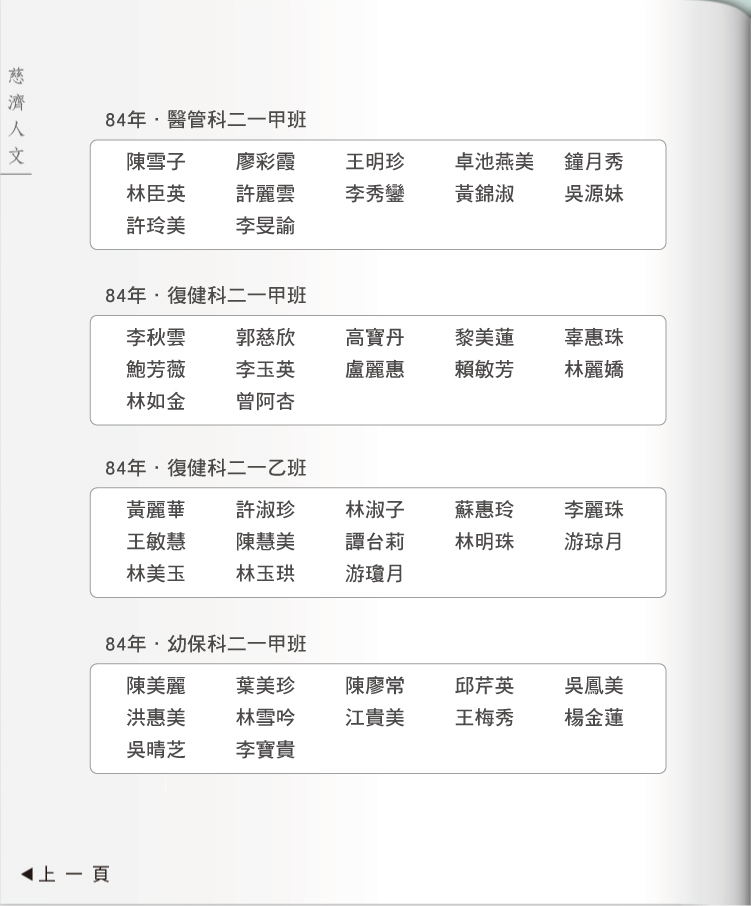 慈濟人文
84年·醫管科二一甲班
陳雪子 廖彩霞 王明珍 卓池燕美 鐘月秀
林臣英 許麗雲 李秀鑾 黃錦淑 吳源妹
許玲美 李旻諭
84年·復健科二一甲班
李秋雲 郭慈欣 高寶丹 黎美蓮 辜惠珠
鮑芳薇 李玉英 盧麗惠 賴敏芳 林麗嬌
林如金 曾阿杏
84年·復健科二一乙班
黃麗華 許淑珍 林淑子 蘇惠玲 李麗珠
王敏慧 陳慧美 譚台莉 林明珠 游琼月
林美玉 林玉珙 游瓊月
84年·幼保科二一甲班
陳美麗 葉美珍 陳廖常 邱芹英 吳鳳美
洪惠美 林雪吟 江貴美 王梅秀 楊金蓮
吳晴芝 李寶貴
◀上一頁